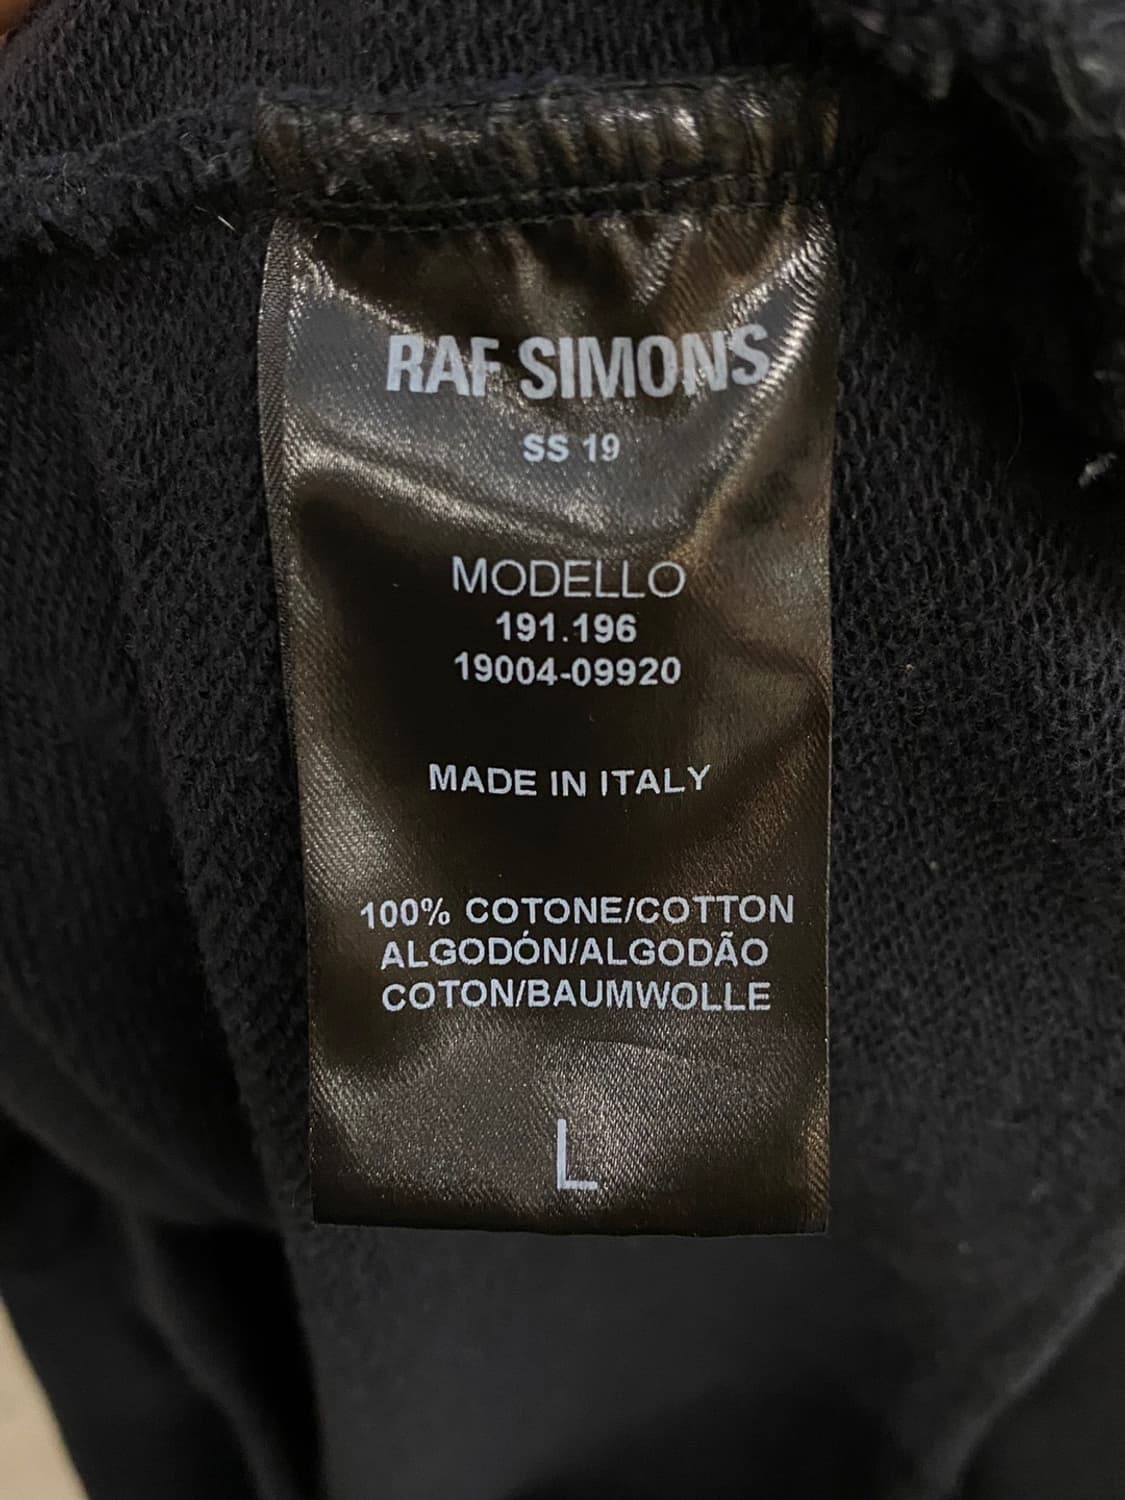 RAF SIMONS
SS 19
MODELLO
191.196
19004-09920
MADE IN ITALY
100% COTONE/COTTON
ALGODÓN/ALGODÃO
COTON/BAUMWOLLE
L